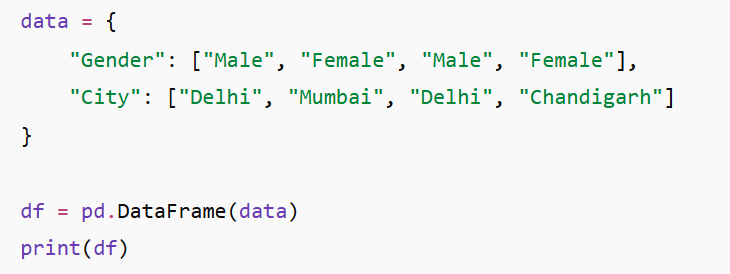 data = {
    "Gender": ["Male", "Female", "Male", "Female"],
    "City": ["Delhi", "Mumbai", "Delhi", "Chandigarh"]
}

df = pd.DataFrame(data)
print(df)